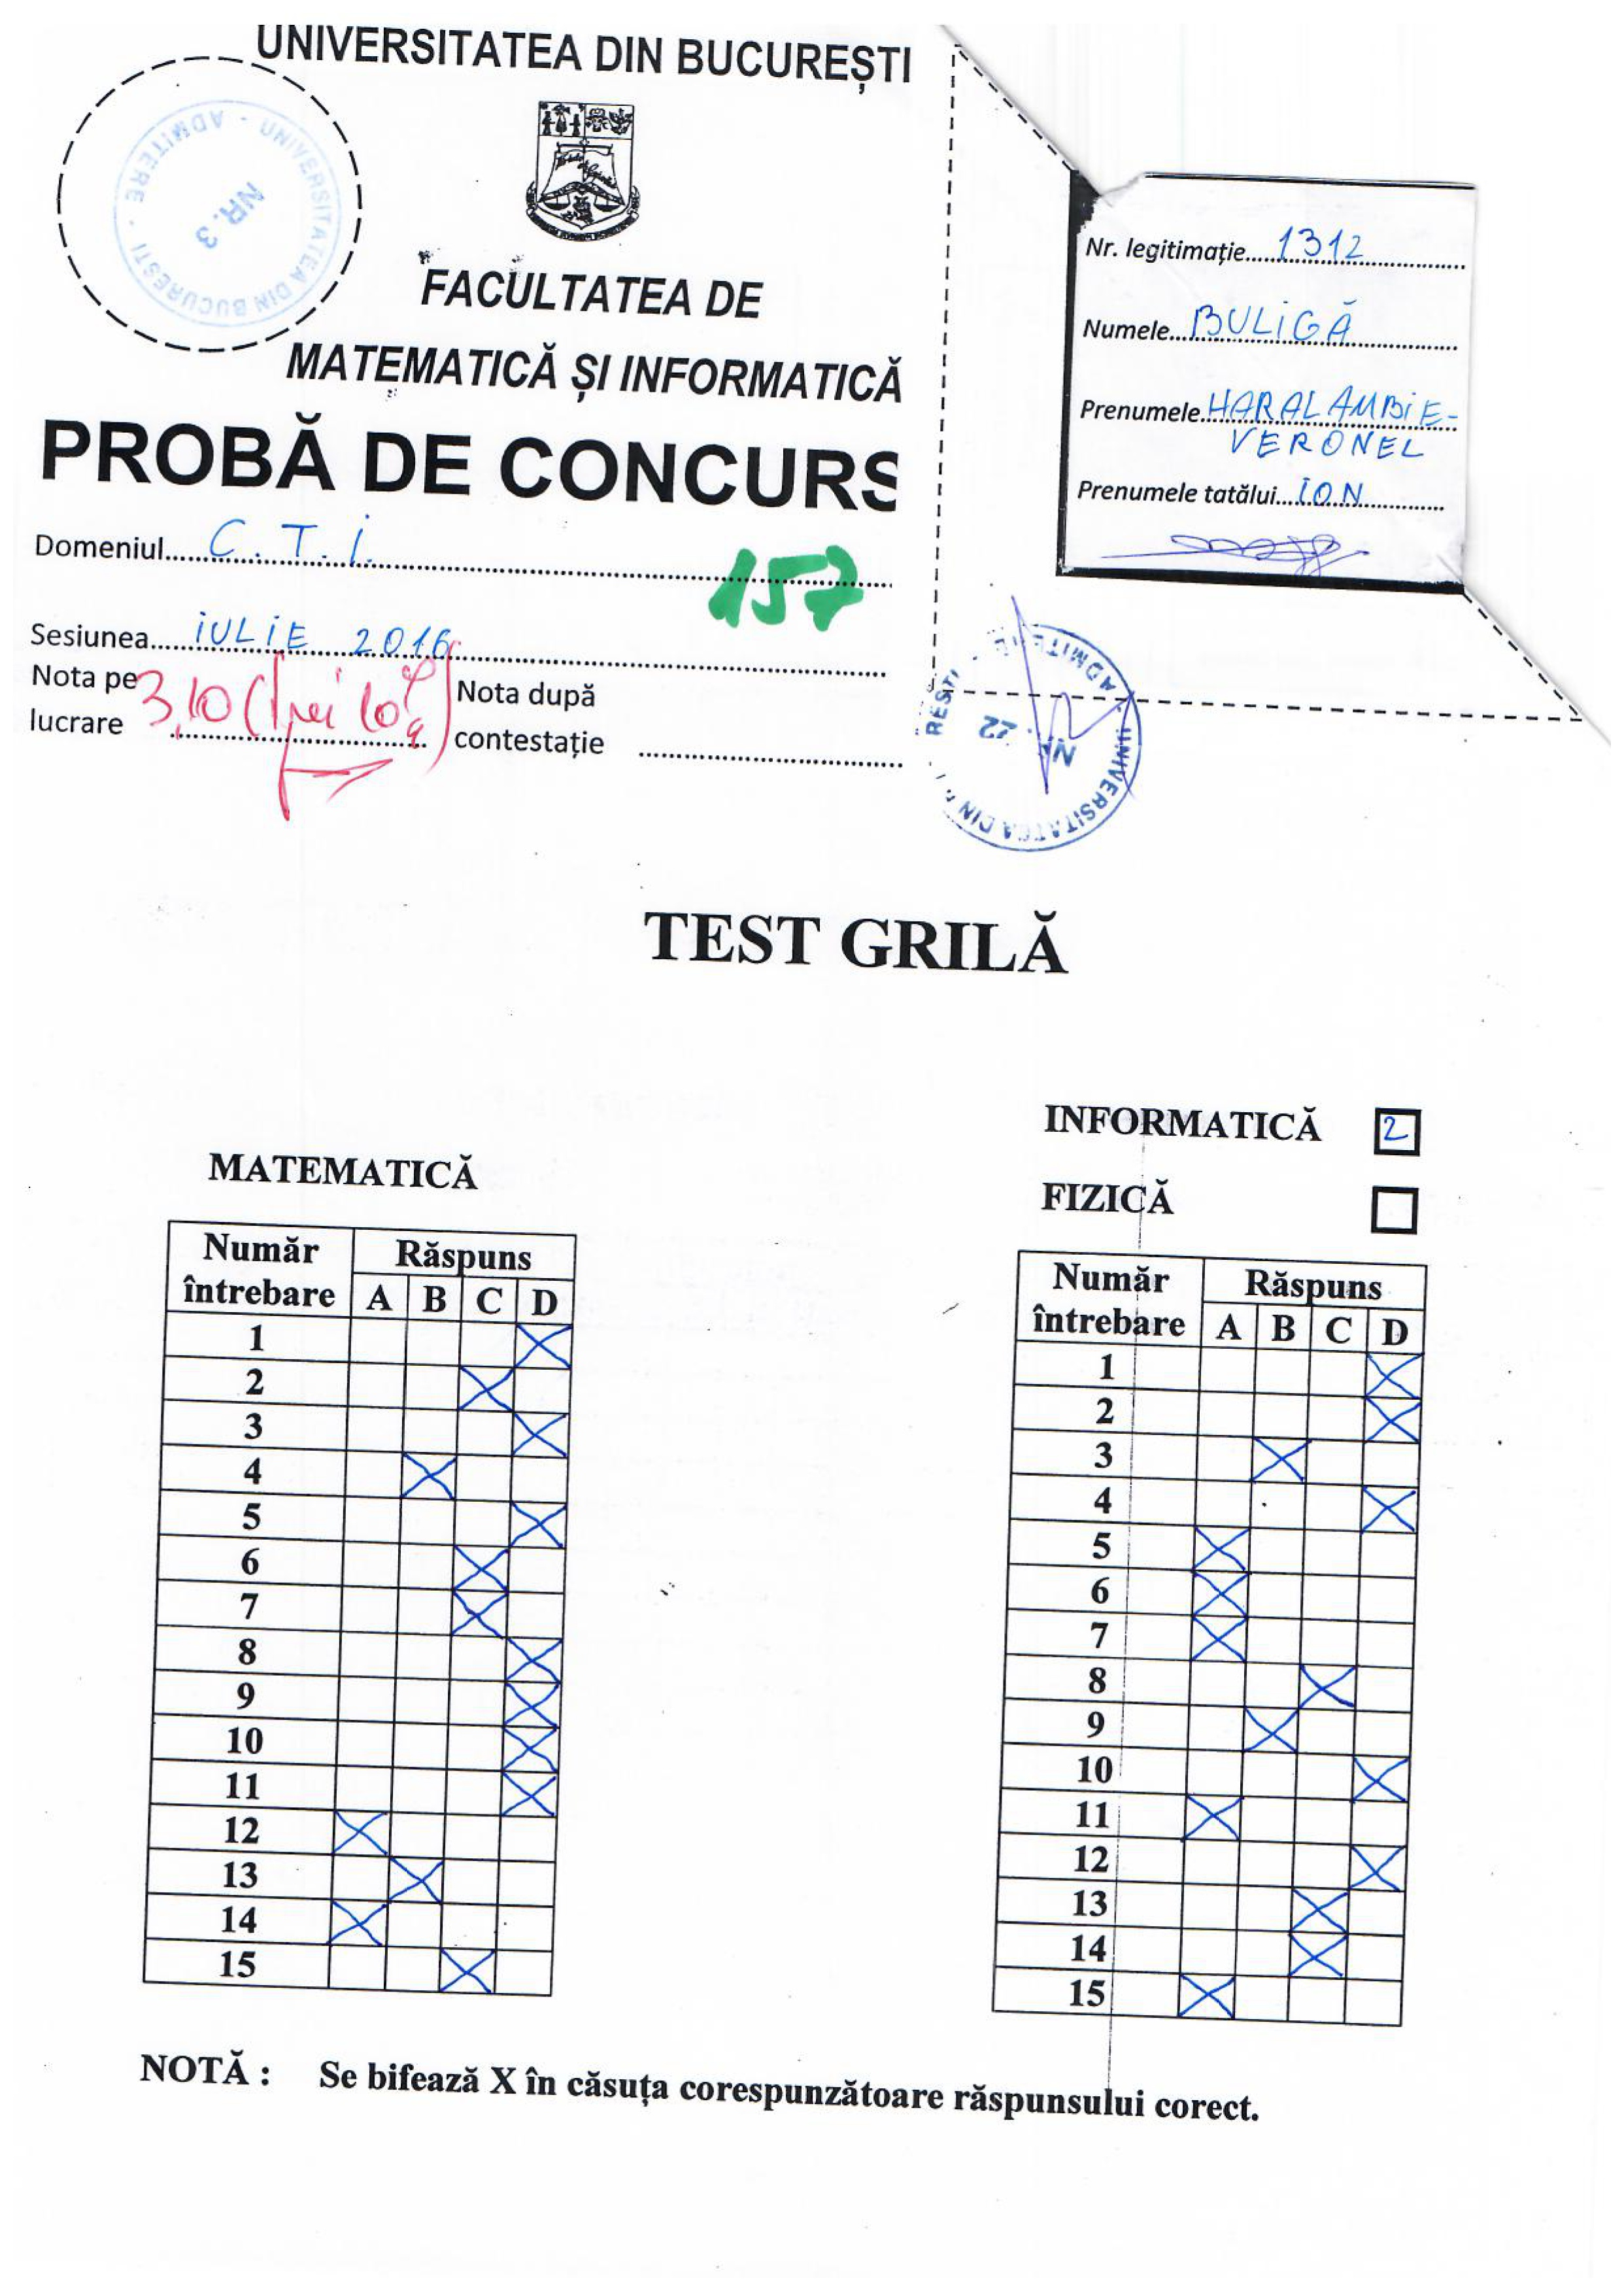 UNIVERSITATEA DIN BUCUREȘTI
UNIVERSITATEA DIN BUCURESTI - ADMITERE -
NR. 3
FACULTATEA DE
MATEMATICĂ ȘI INFORMATICĂ
PROBĂ DE CONCURS
Domeniul...... C. T. I.
157
Sesiunea...... IULIE 2016
Nota pe lucrare 3,10 (trei 10%)
Nota după contestație
Nr. legitimație...... 1312
Numele...... BULIGĂ
Prenumele...... HARALAMBIE-
VERONEL
Prenumele tatălui...... ION
UNIVERSITATEA DIN
REȘTI - ADMITERE
NR. 22
TEST GRILĂ
INFORMATICĂ 2
MATEMATICĂ
FIZICĂ
Număr întrebare Răspuns
A B C D
1 X
2 X
3 X
4 X
5 X
6 X
7 X
8 X
9 X
10 X
11 X
12 X
13 X
14 X
15 X
Număr întrebare Răspuns
A B C D
1 X
2 X
3 X
4 X
5 X
6 X
7 X
8 X
9 X
10 X
11 X
12 X
13 X
14 X
15 X
NOTĂ : Se bifează X în căsuța corespunzătoare răspunsului corect.